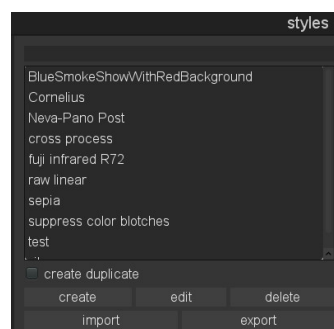 styles
BlueSmokeShowWithRedBackground
Cornelius
Neva-Pano Post
cross process
fuji infrared R72
raw linear
sepia
suppress color blotches
test
create duplicate
create edit delete
import export